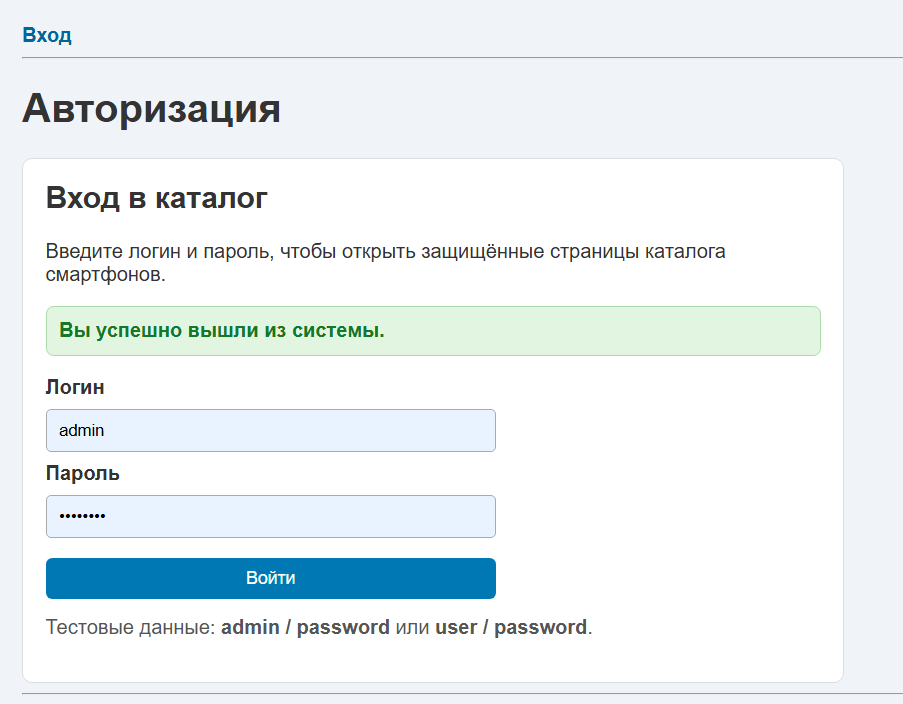 Вход
Авторизация
Вход в каталог
Введите логин и пароль, чтобы открыть защищённые страницы каталога
смартфонов.
Вы успешно вышли из системы.
Логин
admin
Пароль
••••••••
Войти
Тестовые данные: admin / password или user / password.